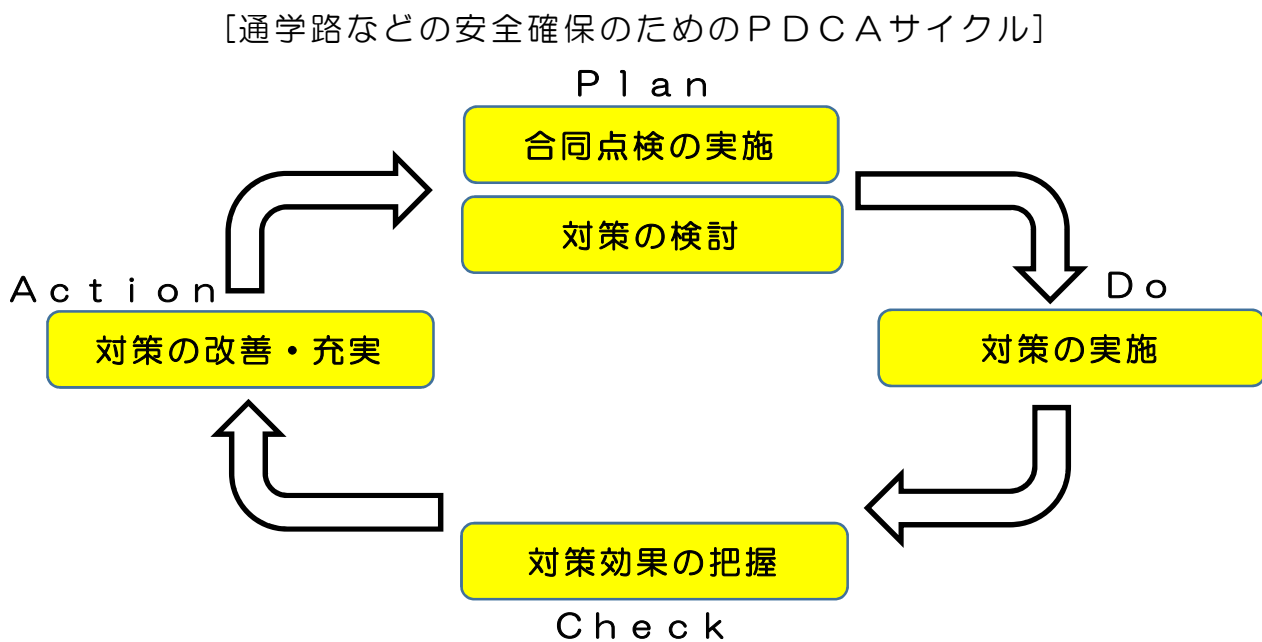 [通学路などの安全確保のためのＰＤＣＡサイクル]
Ｐｌａｎ
合同点検の実施
対策の検討
Ｄｏ
対策の実施
対策効果の把握
Ｃｈｅｃｋ
Ａｃｔｉｏｎ
対策の改善・充実